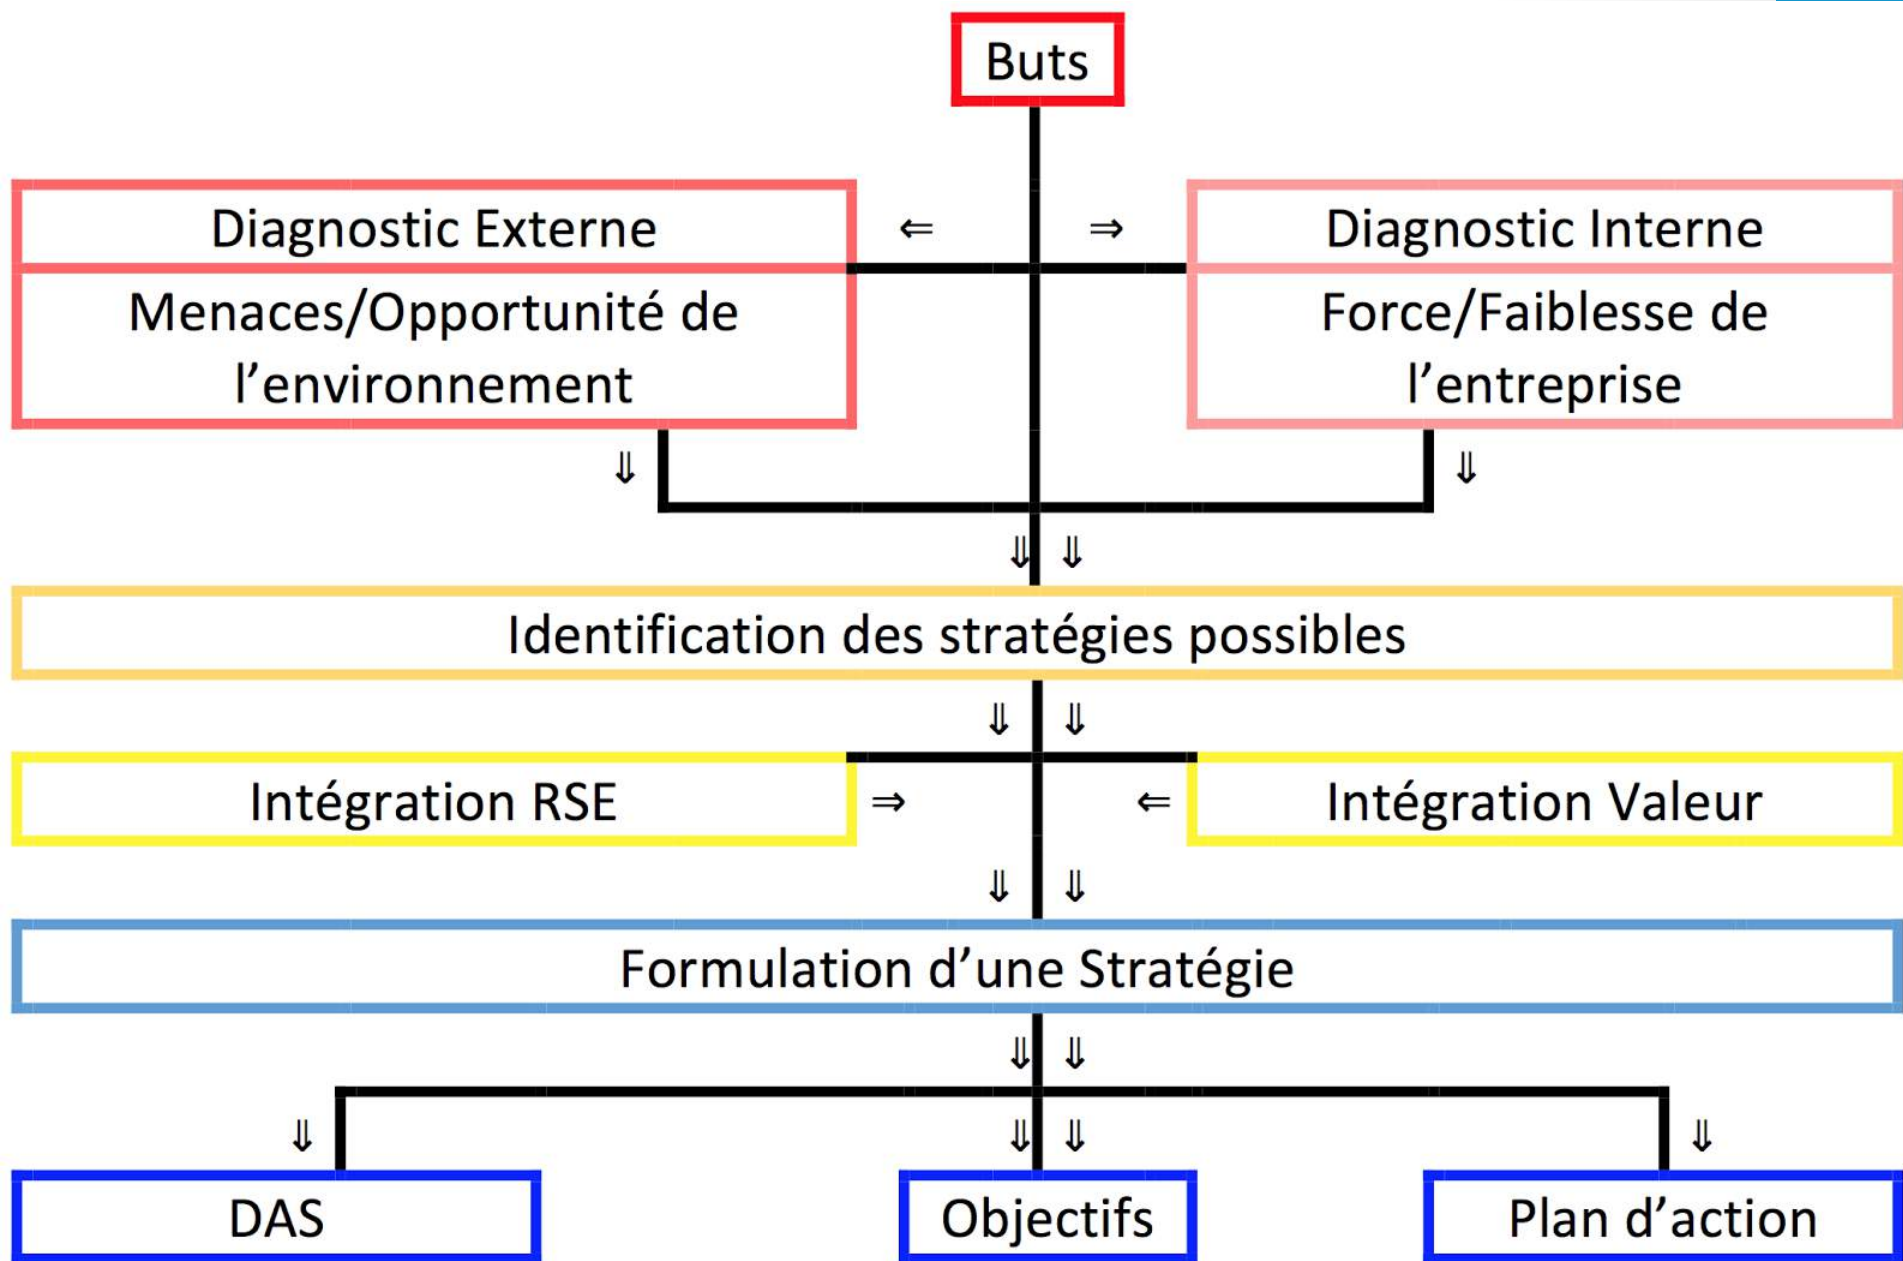 Buts
Diagnostic Externe
⇐
⇒
Diagnostic Interne
Menaces/Opportunité de
l’environnement
Force/Faiblesse de
l’entreprise
⇓
⇓
⇓ ⇓
Identification des stratégies possibles
⇓ ⇓
Intégration RSE
⇒
⇐
Intégration Valeur
⇓ ⇓
Formulation d’une Stratégie
⇓ ⇓
⇓
⇓ ⇓
⇓
DAS
Objectifs
Plan d’action